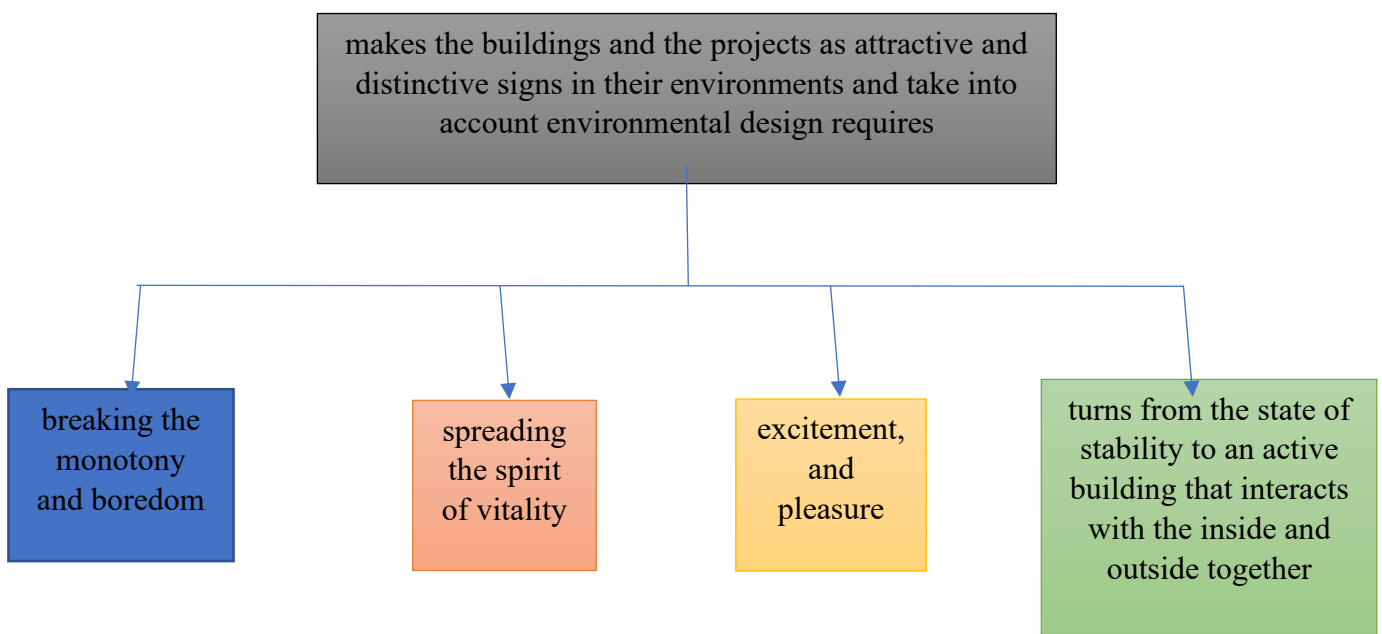 makes the buildings and the projects as attractive and
distinctive signs in their environments and take into
account environmental design requires
breaking the
monotony
and boredom
spreading
the spirit
of vitality
excitement,
and
pleasure
turns from the state of
stability to an active
building that interacts
with the inside and
outside together